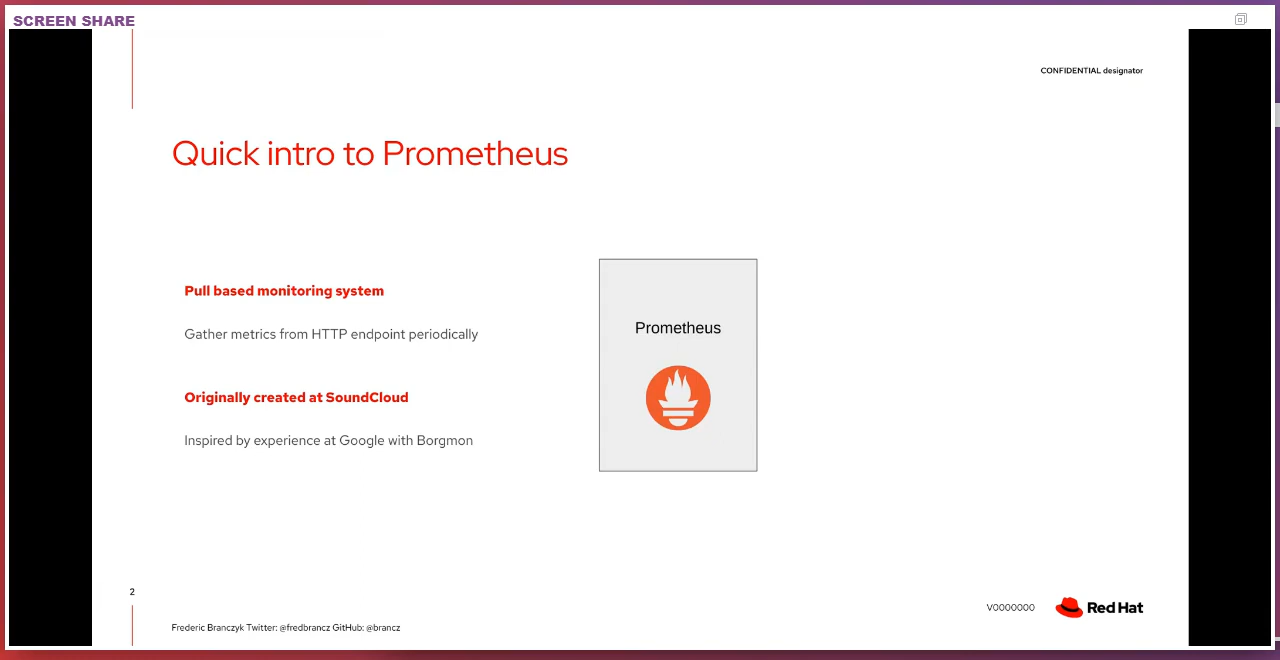 SCREEN SHARE
CONFIDENTIAL designator
Quick intro to Prometheus
Pull based monitoring system
Gather metrics from HTTP endpoint periodically
Originally created at SoundCloud
Inspired by experience at Google with Borgmon
Prometheus
2
V0000000
Red Hat
Frederic Branczyk Twitter: @fredbrancz GitHub: @brancz